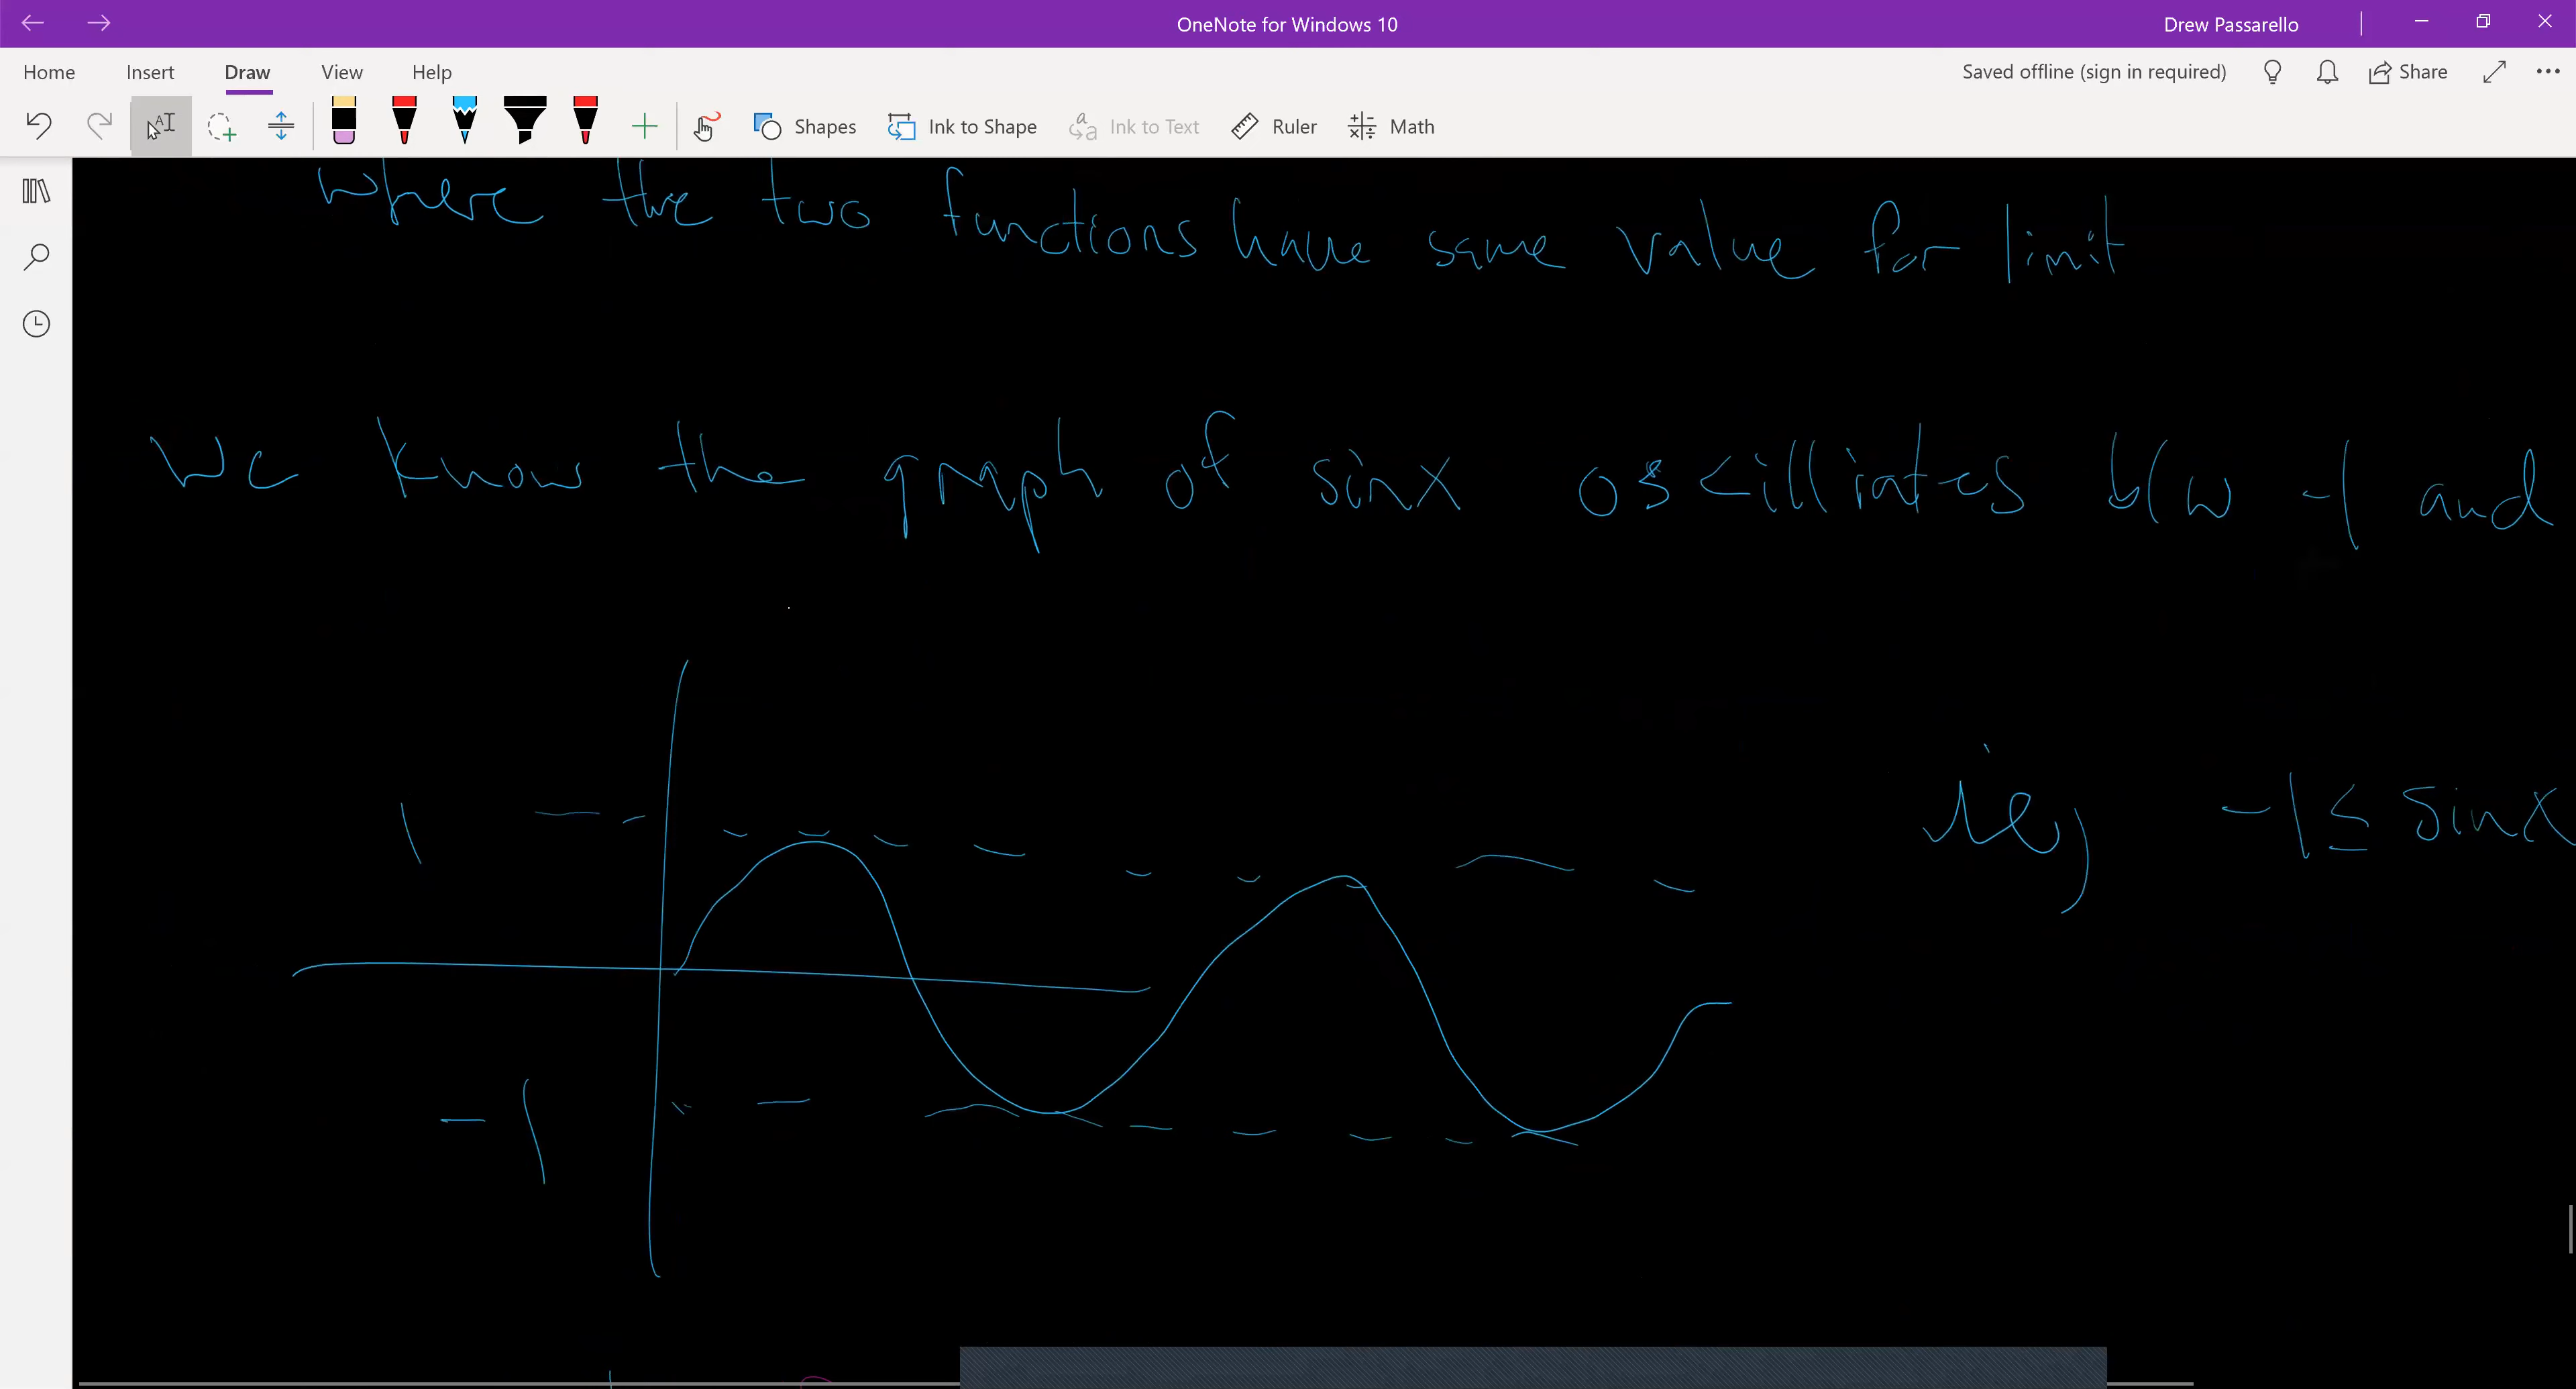 OneNote for Windows 10
Drew Passarello
Home Insert Draw View Help
Saved offline (sign in required) Share
Shapes Ink to Shape Ink to Text Ruler Math
where the two functions have same value for limit
We know the graph of sinx oscilliates b/w -1 and
1
ie, -1 ≤ sinx
-1